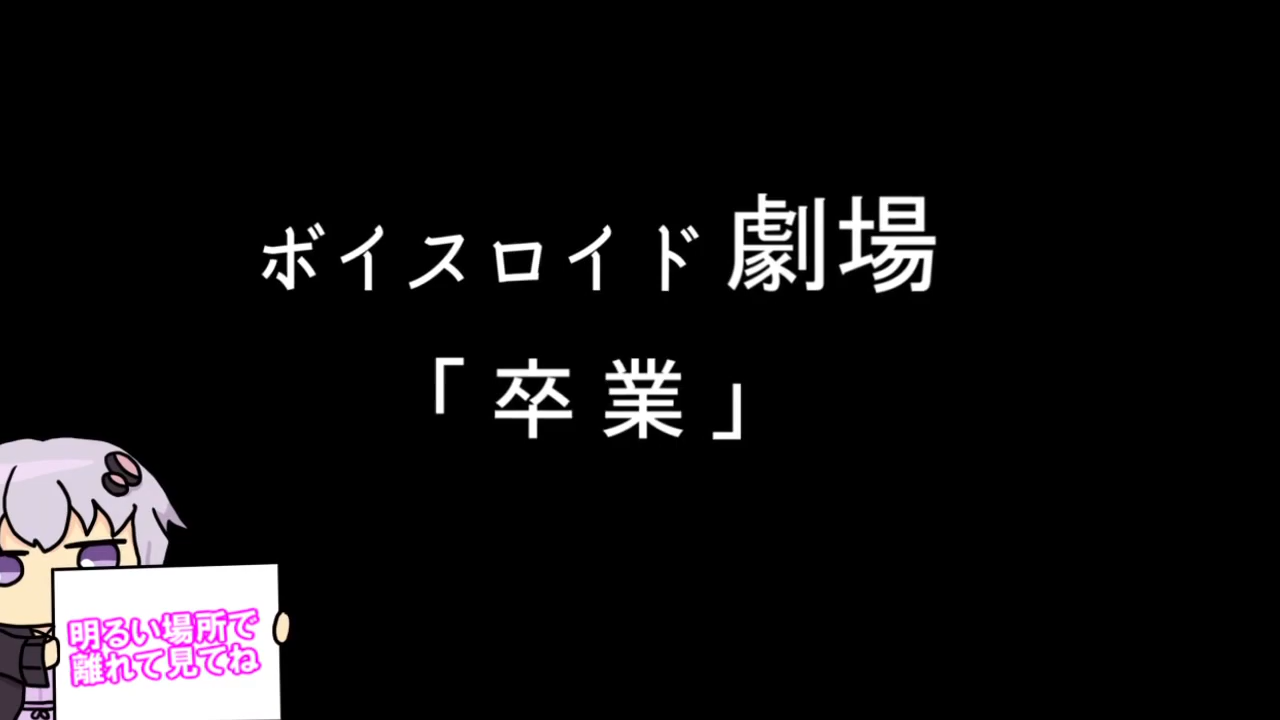 ボイスロイド劇場
「卒業」
明るい場所で
離れて見てね